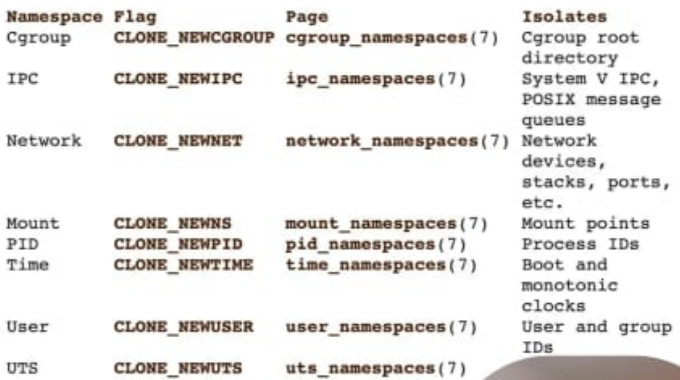 Namespace Flag Page Isolates
Cgroup CLONE_NEWCGROUP cgroup_namespaces(7) Cgroup root
directory
IPC CLONE_NEWIPC ipc_namespaces(7) System V IPC,
POSIX message
queues
Network CLONE_NEWNET network_namespaces(7) Network
devices,
stacks, ports,
etc.
Mount CLONE_NEWNS mount_namespaces(7) Mount points
PID CLONE_NEWPID pid_namespaces(7) Process IDs
Time CLONE_NEWTIME time_namespaces(7) Boot and
monotonic
clocks
User CLONE_NEWUSER user_namespaces(7) User and group
IDs
UTS CLONE_NEWUTS uts_namespaces(7)